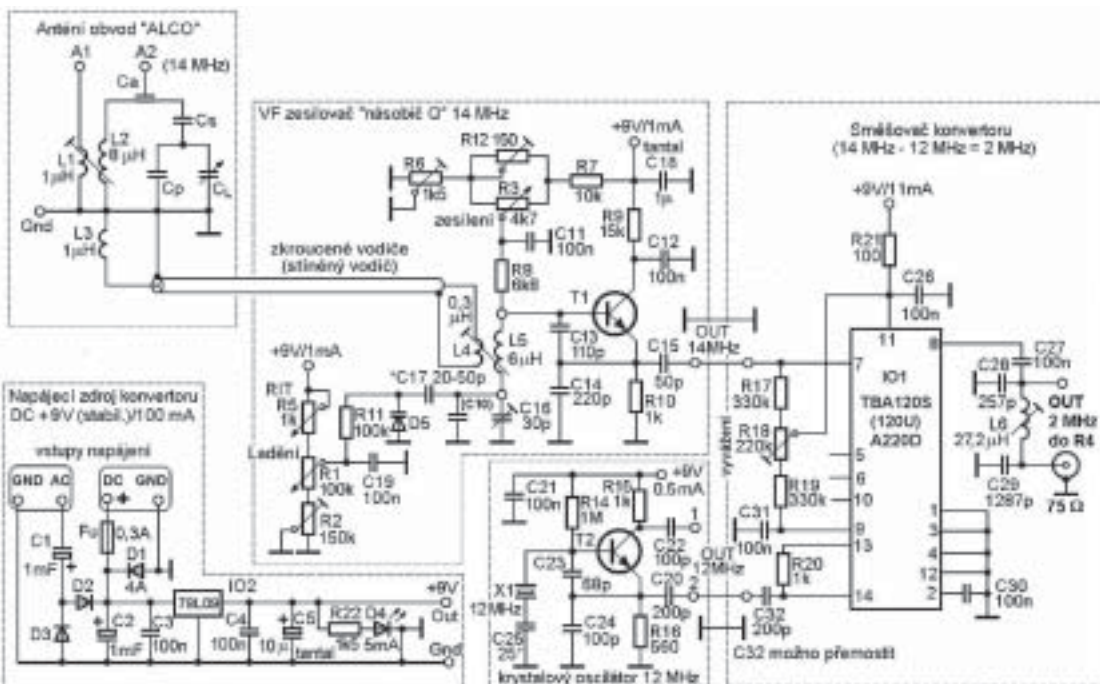 Anténí obvod "ALCO"
A1
A2
(14 MHz)
Ca
Cs
L2
8 µH
L1
1µH
Cp
Gnd
L3
1µH
VF zesilovač "násobič Q" 14 MHz
R12 150
R6
1k5
R3
4k7
zesílení
R7
10k
+9V/1mA
tantal
C18
1µ
R9
15k
C11
100n
C12
100n
R8
6k8
zkroucené vodiče
(stíněný vodič)
0,3
µH
L4
L5
6µH
T1
C13
110p
C14
220p
C15
50p
R10
1k
OUT
14MHz
+9V/1mA
RIT
R5
1k
Ladění
R1
100k
R2
150k
R11
100k
C19
100n
*C17 20-50p
D5
C16
30p
Směšovač konvertoru
(14 MHz - 12 MHz = 2 MHz)
+9V/11mA
R21
100
C26
100n
11
7
8
IO1
TBA120S
(120U)
A220D
R17
330k
R18
220k
R19
330k
vyvážení
5
6
10
9
13
14
1
3
4
12
2
C31
100n
R20
1k
C32
200p
C32 možno přemostit
C30
100n
C27
100n
C28
257p
L6
27,2µH
C29
1287p
OUT
2 MHz
do R4
75 Ω
Napájecí zdroj konvertoru
DC +9V (stabil.)/100 mA
vstupy napájení
GND AC
DC GND
+
C1
1mF
Fu
0,3A
D1
4A
D2
D3
C2
1mF
C3
100n
IO2
78L09
C4
100n
C5
10µ
tantal
R22
1k5
D4
5mA
+9V
Out
Gnd
C21
100n
R14
1M
R15
1k
+9V
0.6mA
T2
1
C22
100p
OUT
12MHz
C23
68p
C20
200p
2
X1
12MHz
C25
C24
100p
R16
560
krystalový oscilátor 12 MHz